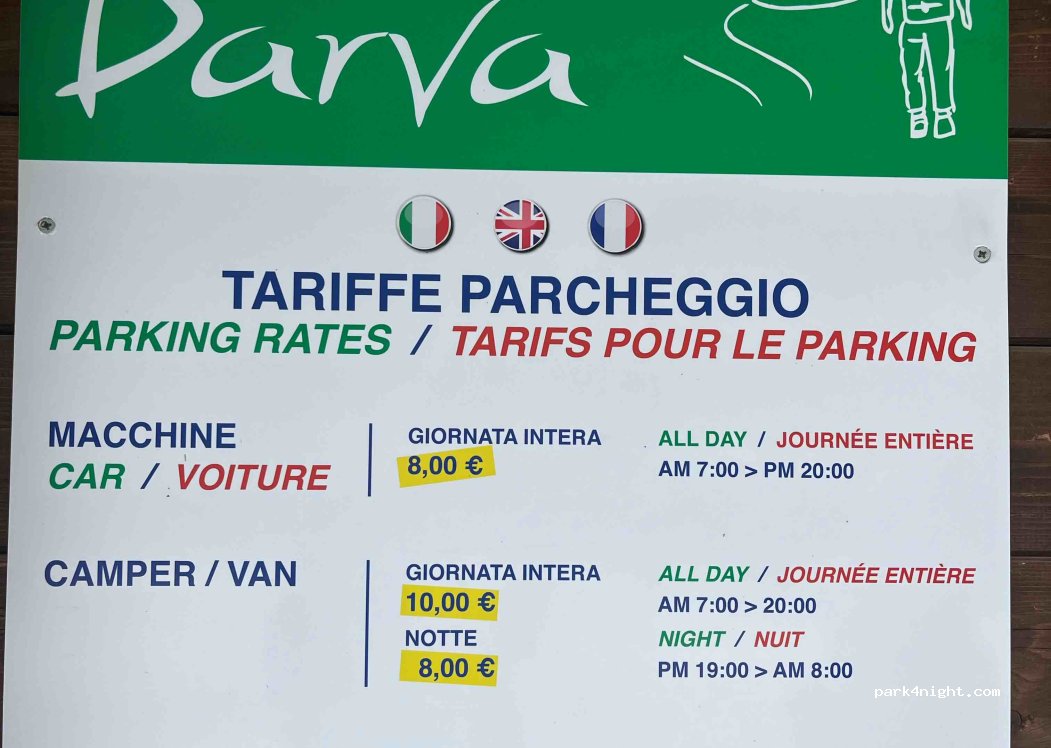 Darva
TARIFFE PARCHEGGIO
PARKING RATES / TARIFS POUR LE PARKING
MACCHINE
CAR / VOITURE
GIORNATA INTERA
8,00 €
ALL DAY / JOURNÉE ENTIÈRE
AM 7:00 > PM 20:00
CAMPER / VAN
GIORNATA INTERA
10,00 €
ALL DAY / JOURNÉE ENTIÈRE
AM 7:00 > 20:00
NOTTE
8,00 €
NIGHT / NUIT
PM 19:00 > AM 8:00
park4night.com